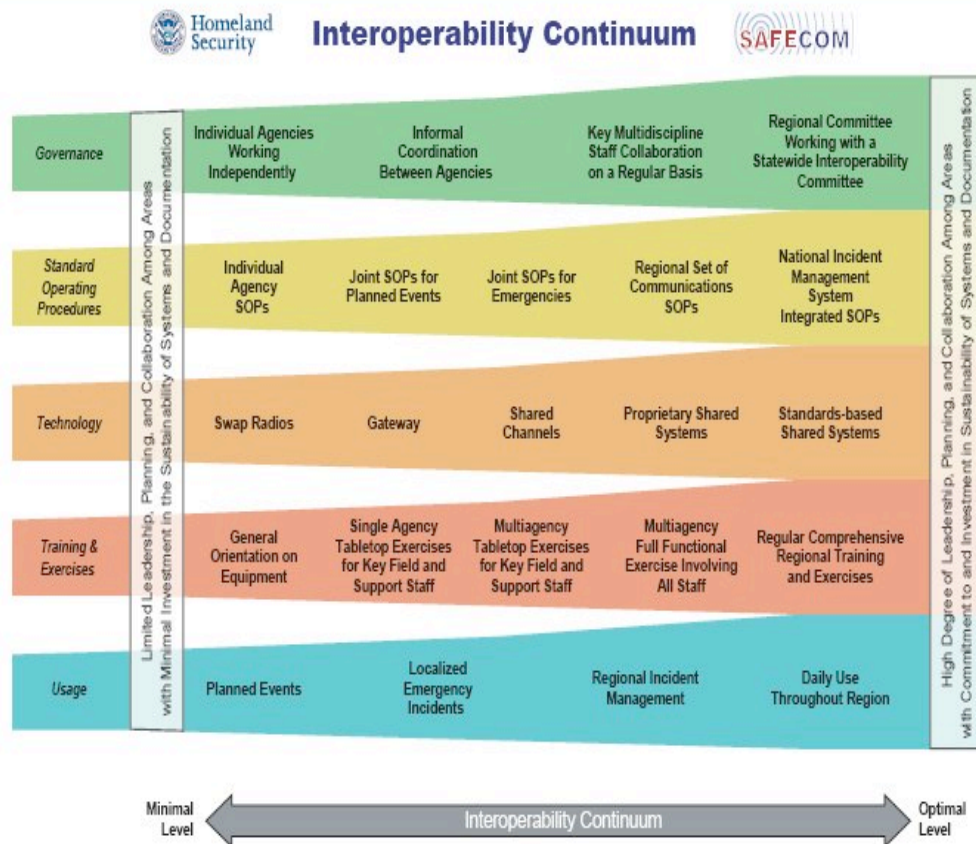 Homeland
Security
Interoperability Continuum
SAFECOM
Limited Leadership, Planning, and Collaboration Among Areas
with Minimal Investment in the Sustainability of Systems and Documentation
High Degree of Leadership, Planning, and Collaboration Among Areas
with Commitment to and Investment in Sustainability of Systems and Documentation
Governance
Individual Agencies
Working
Independently
Informal
Coordination
Between Agencies
Key Multidiscipline
Staff Collaboration
on a Regular Basis
Regional Committee
Working with a
Statewide Interoperability
Committee
Standard
Operating
Procedures
Individual
Agency
SOPs
Joint SOPs for
Planned Events
Joint SOPs for
Emergencies
Regional Set of
Communications
SOPs
National Incident
Management
System
Integrated SOPs
Technology
Swap Radios
Gateway
Shared
Channels
Proprietary Shared
Systems
Standards-based
Shared Systems
Training &
Exercises
General
Orientation on
Equipment
Single Agency
Tabletop Exercises
for Key Field and
Support Staff
Multiagency
Tabletop Exercises
for Key Field and
Support Staff
Multiagency
Full Functional
Exercise Involving
All Staff
Regular Comprehensive
Regional Training
and Exercises
Usage
Planned Events
Localized
Emergency
Incidents
Regional Incident
Management
Daily Use
Throughout Region
Minimal
Level
Interoperability Continuum
Optimal
Level